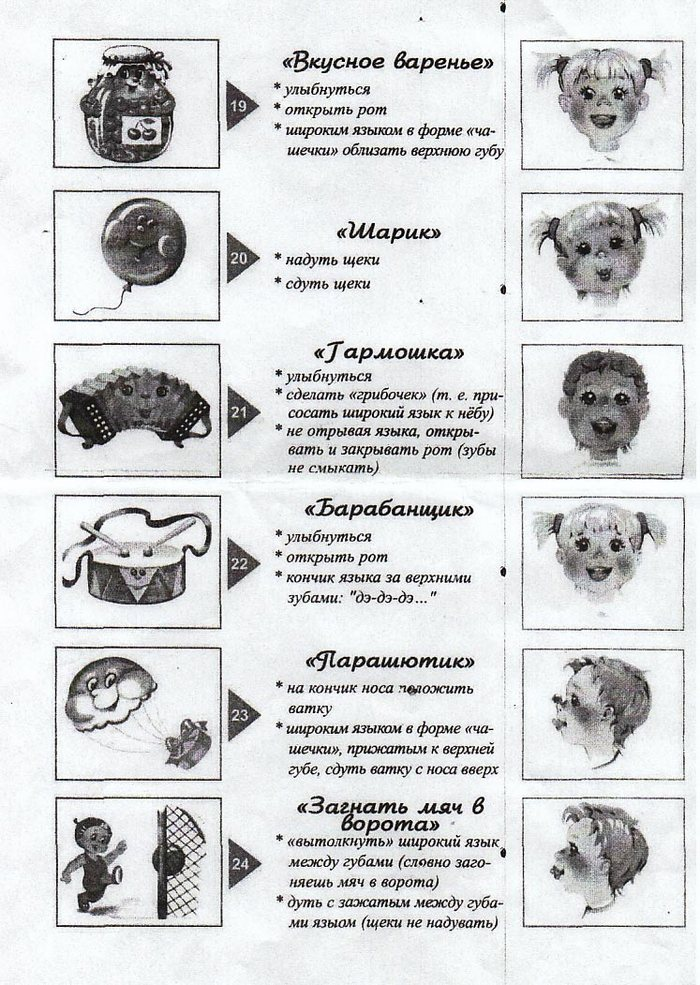 «Вкусное варенье»
19
* улыбнуться
* открыть рот
* широким языком в форме «ча-
шечки» облизать верхнюю губу
«Шарик»
20
* надуть щеки
* сдуть щеки
«Гармошка»
* улыбнуться
21
* сделать «грибочек» (т. е. при-
сосать широкий язык к нёбу)
* не отрывая языка, откры-
вать и закрывать рот (зубы
не смыкать)
«Барабанщик»
* улыбнуться
22
* открыть рот
* кончик языка за верхними
зубами: "дэ-дэ-дэ..."
«Парашютик»
* на кончик носа положить
ватку
23
* широким языком в форме «ча-
шечки», прижатым к верхней
губе, сдуть ватку с носа вверх
«Загнать мяч в
ворота»
* «вытолкнуть» широкий язык
24
между губами (словно заго-
няешь мяч в ворота)
* дуть с зажатым между губа-
ми языом (щеки не надувать)